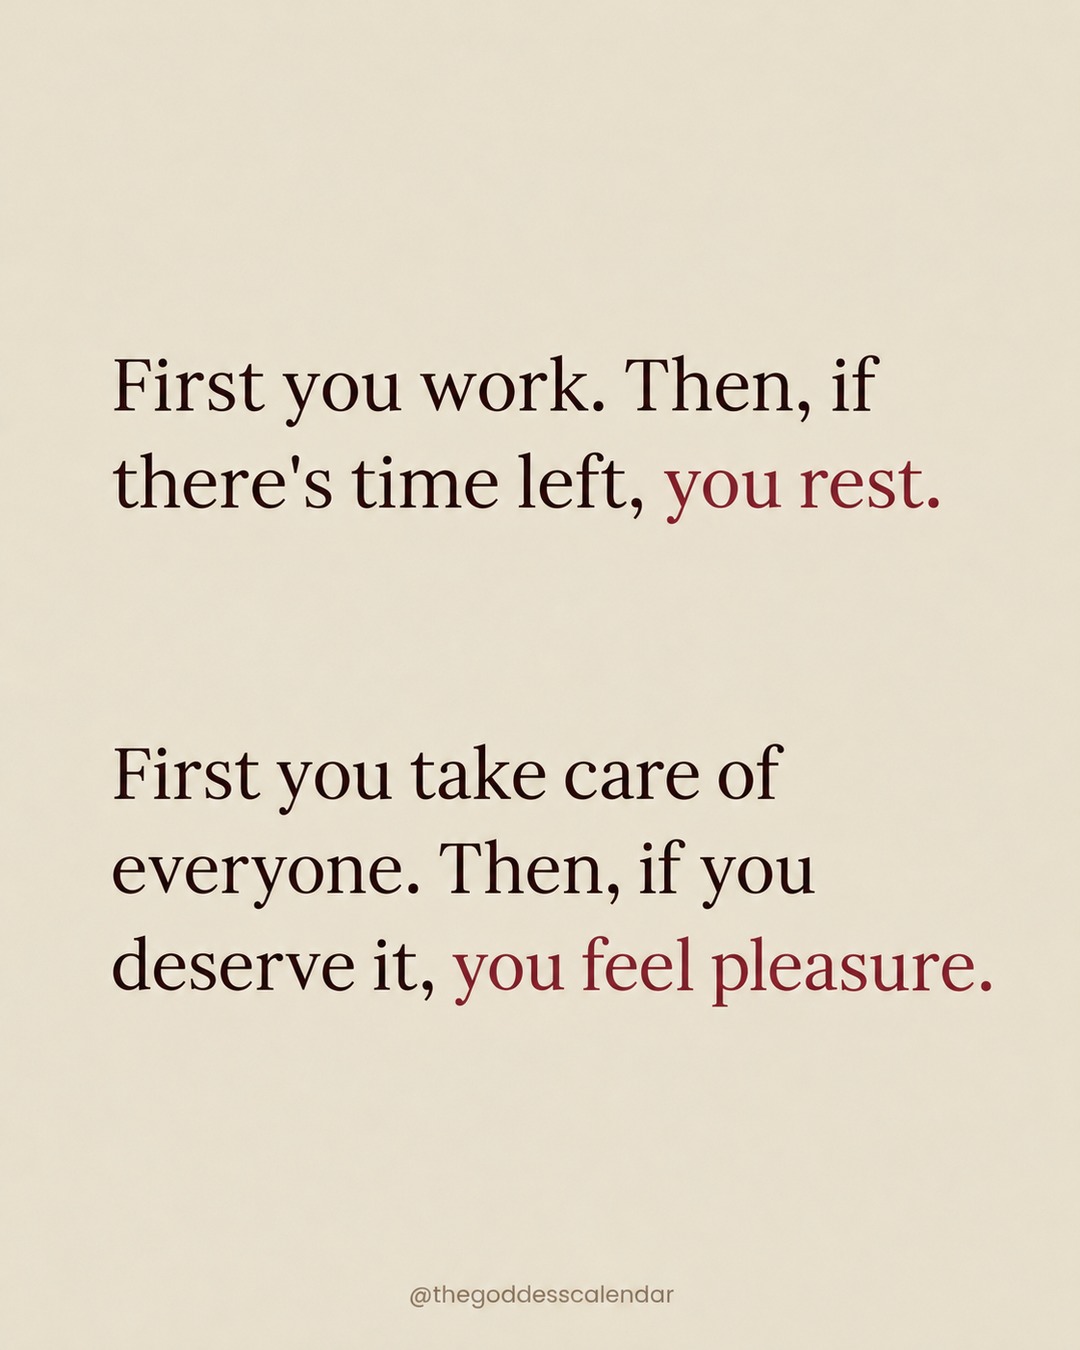 First you work. Then, if
there's time left, you rest.
First you take care of
everyone. Then, if you
deserve it, you feel pleasure.
@thegoddesscalendar